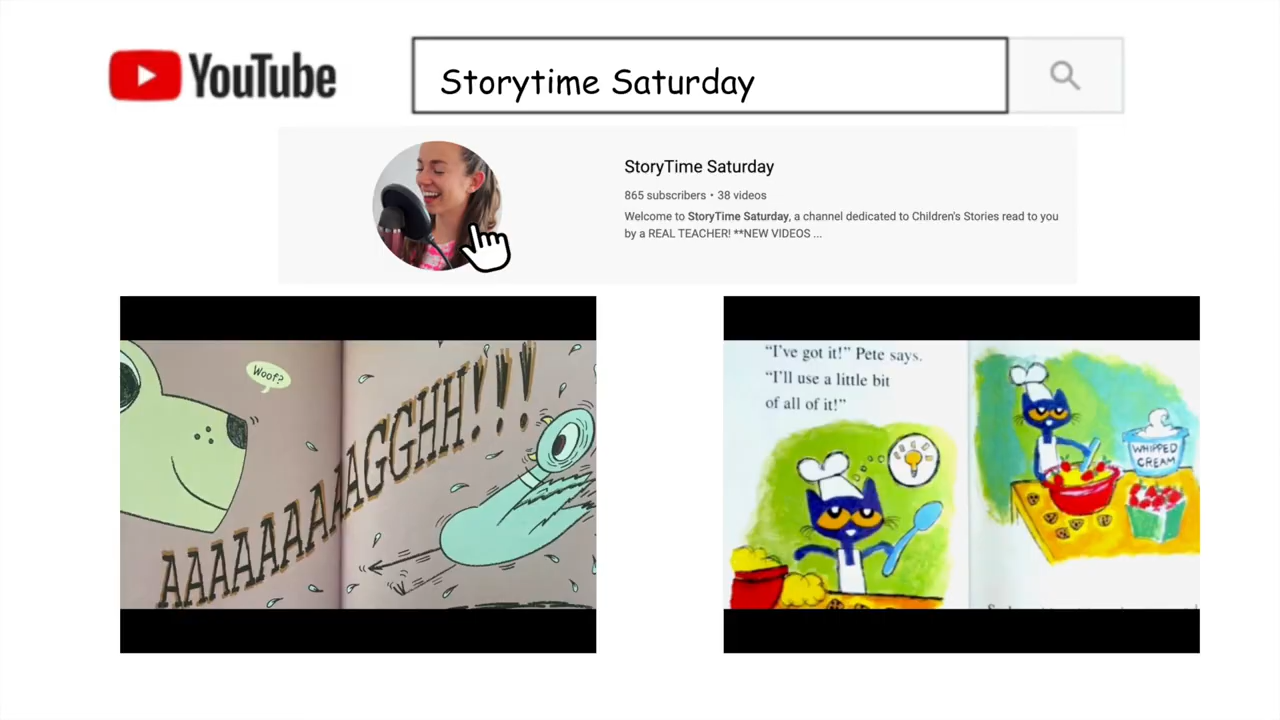 YouTube
Storytime Saturday
StoryTime Saturday
865 subscribers • 38 videos
Welcome to StoryTime Saturday, a channel dedicated to Children's Stories read to you
by a REAL TEACHER! **NEW VIDEOS ...
Woof?
AAAAAAAAAGGHH!!!
"I've got it!" Pete says.
"I'll use a little bit
of all of it!"
WHIPPED
CREAM